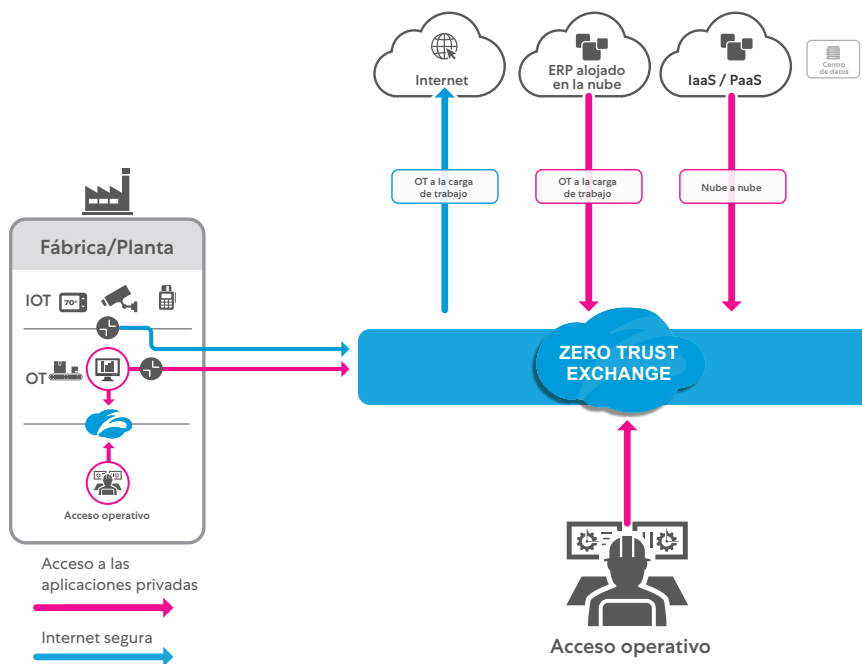 Internet
ERP alojado
en la nube
IaaS / PaaS
Centro
de datos
OT a la carga
de trabajo
OT a la carga
de trabajo
Nube a nube
Fábrica/Planta
IOT
70°
OT
Acceso operativo
ZERO TRUST
EXCHANGE
Acceso a las
aplicaciones privadas
Internet segura
Acceso operativo